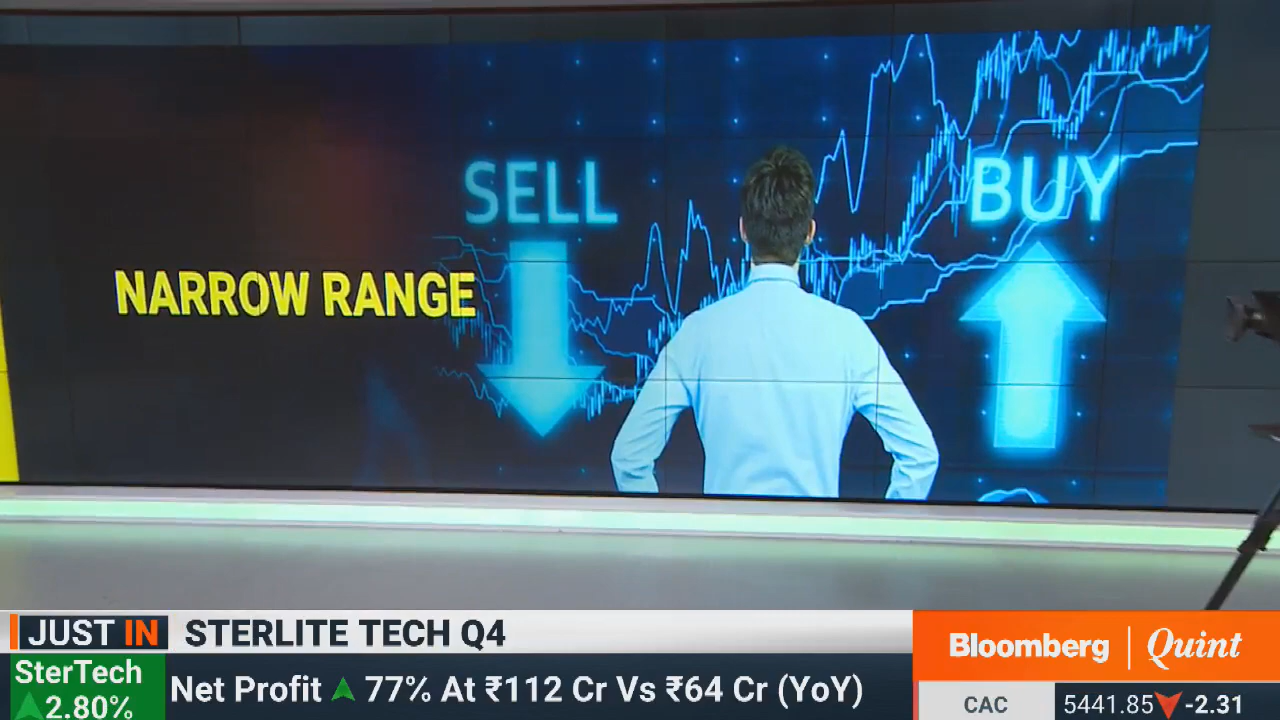 SELL
BUY
NARROW RANGE
JUST IN
STERLITE TECH Q4
SterTech
2.80%
Net Profit ▲ 77% At ₹112 Cr Vs ₹64 Cr (YoY)
Bloomberg | Quint
CAC 5441.85 ▼ -2.31